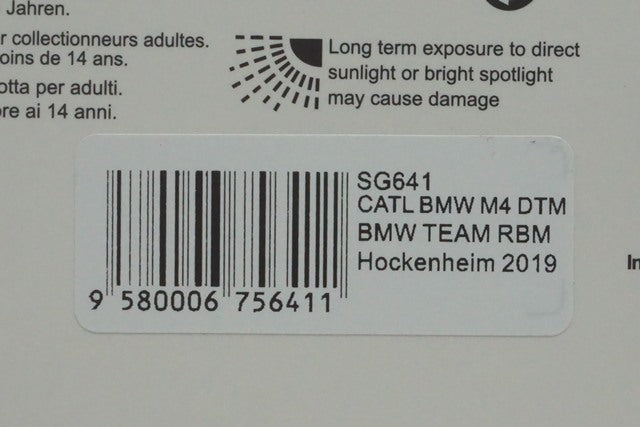 Jahren.
r collectionneurs adultes.
oins de 14 ans.
otta per adulti.
ore ai 14 anni.
Long term exposure to direct
sunlight or bright spotlight
may cause damage
SG641
CATL BMW M4 DTM
BMW TEAM RBM
Hockenheim 2019
9 580006 756411
In